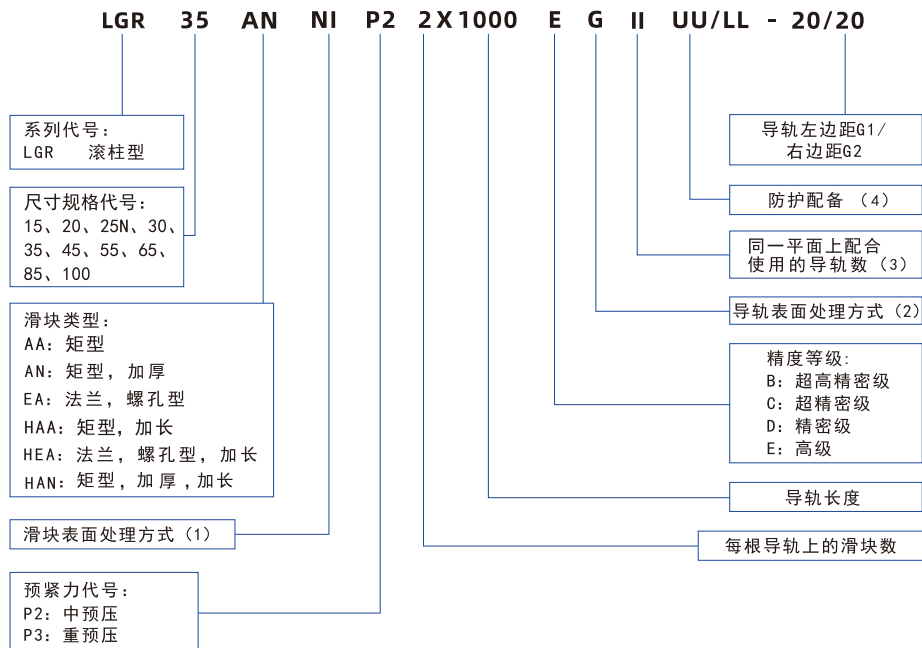 LGR 35 AN NI P2 2X1000 E G II UU/LL - 20/20
系列代号:
LGR 滚柱型
尺寸规格代号:
15、20、25N、30、
35、45、55、65、
85、100
滑块类型:
AA: 矩型
AN: 矩型, 加厚
EA: 法兰, 螺孔型
HAA: 矩型, 加长
HEA: 法兰, 螺孔型, 加长
HAN: 矩型, 加厚, 加长
滑块表面处理方式 (1)
预紧力代号:
P2: 中预压
P3: 重预压
导轨左边距G1/
右边距G2
防护配备 (4)
同一平面上配合
使用的导轨数 (3)
导轨表面处理方式 (2)
精度等级:
B: 超高精密级
C: 超精密级
D: 精密级
E: 高级
导轨长度
每根导轨上的滑块数